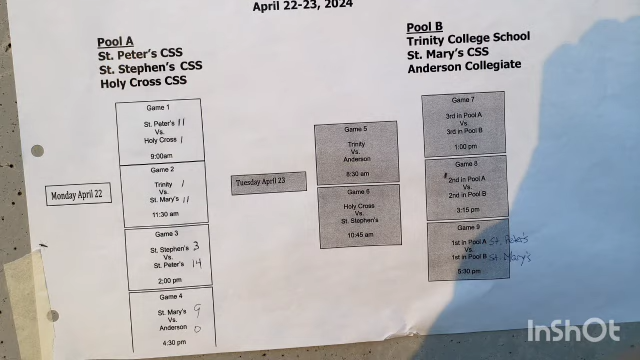 April 22-23, 2024
Pool A
St. Peter's CSS
St. Stephen's CSS
Holy Cross CSS
Pool B
Trinity College School
St. Mary's CSS
Anderson Collegiate
Monday April 22
Game 1
St. Peter's 11
Vs.
Holy Cross 1
9:00am
Game 2
Trinity 1
Vs.
St. Mary's 11
11:30 am
Game 3
St. Stephen's 3
Vs.
St. Peter's 14
2:00 pm
Game 4
St. Mary's 9
Vs.
Anderson 0
4:30 pm
Tuesday April 23
Game 5
Trinity
Vs.
Anderson
8:30 am
Game 6
Holy Cross
Vs.
St. Stephen's
10:45 am
Game 7
3rd in Pool A
Vs.
3rd in Pool B
1:00 pm
Game 8
2nd in Pool A
Vs.
2nd in Pool B
3:15 pm
Game 9
1st in Pool A St. Peter's
Vs.
1st in Pool B St. Mary's
5:30 pm
InShOt